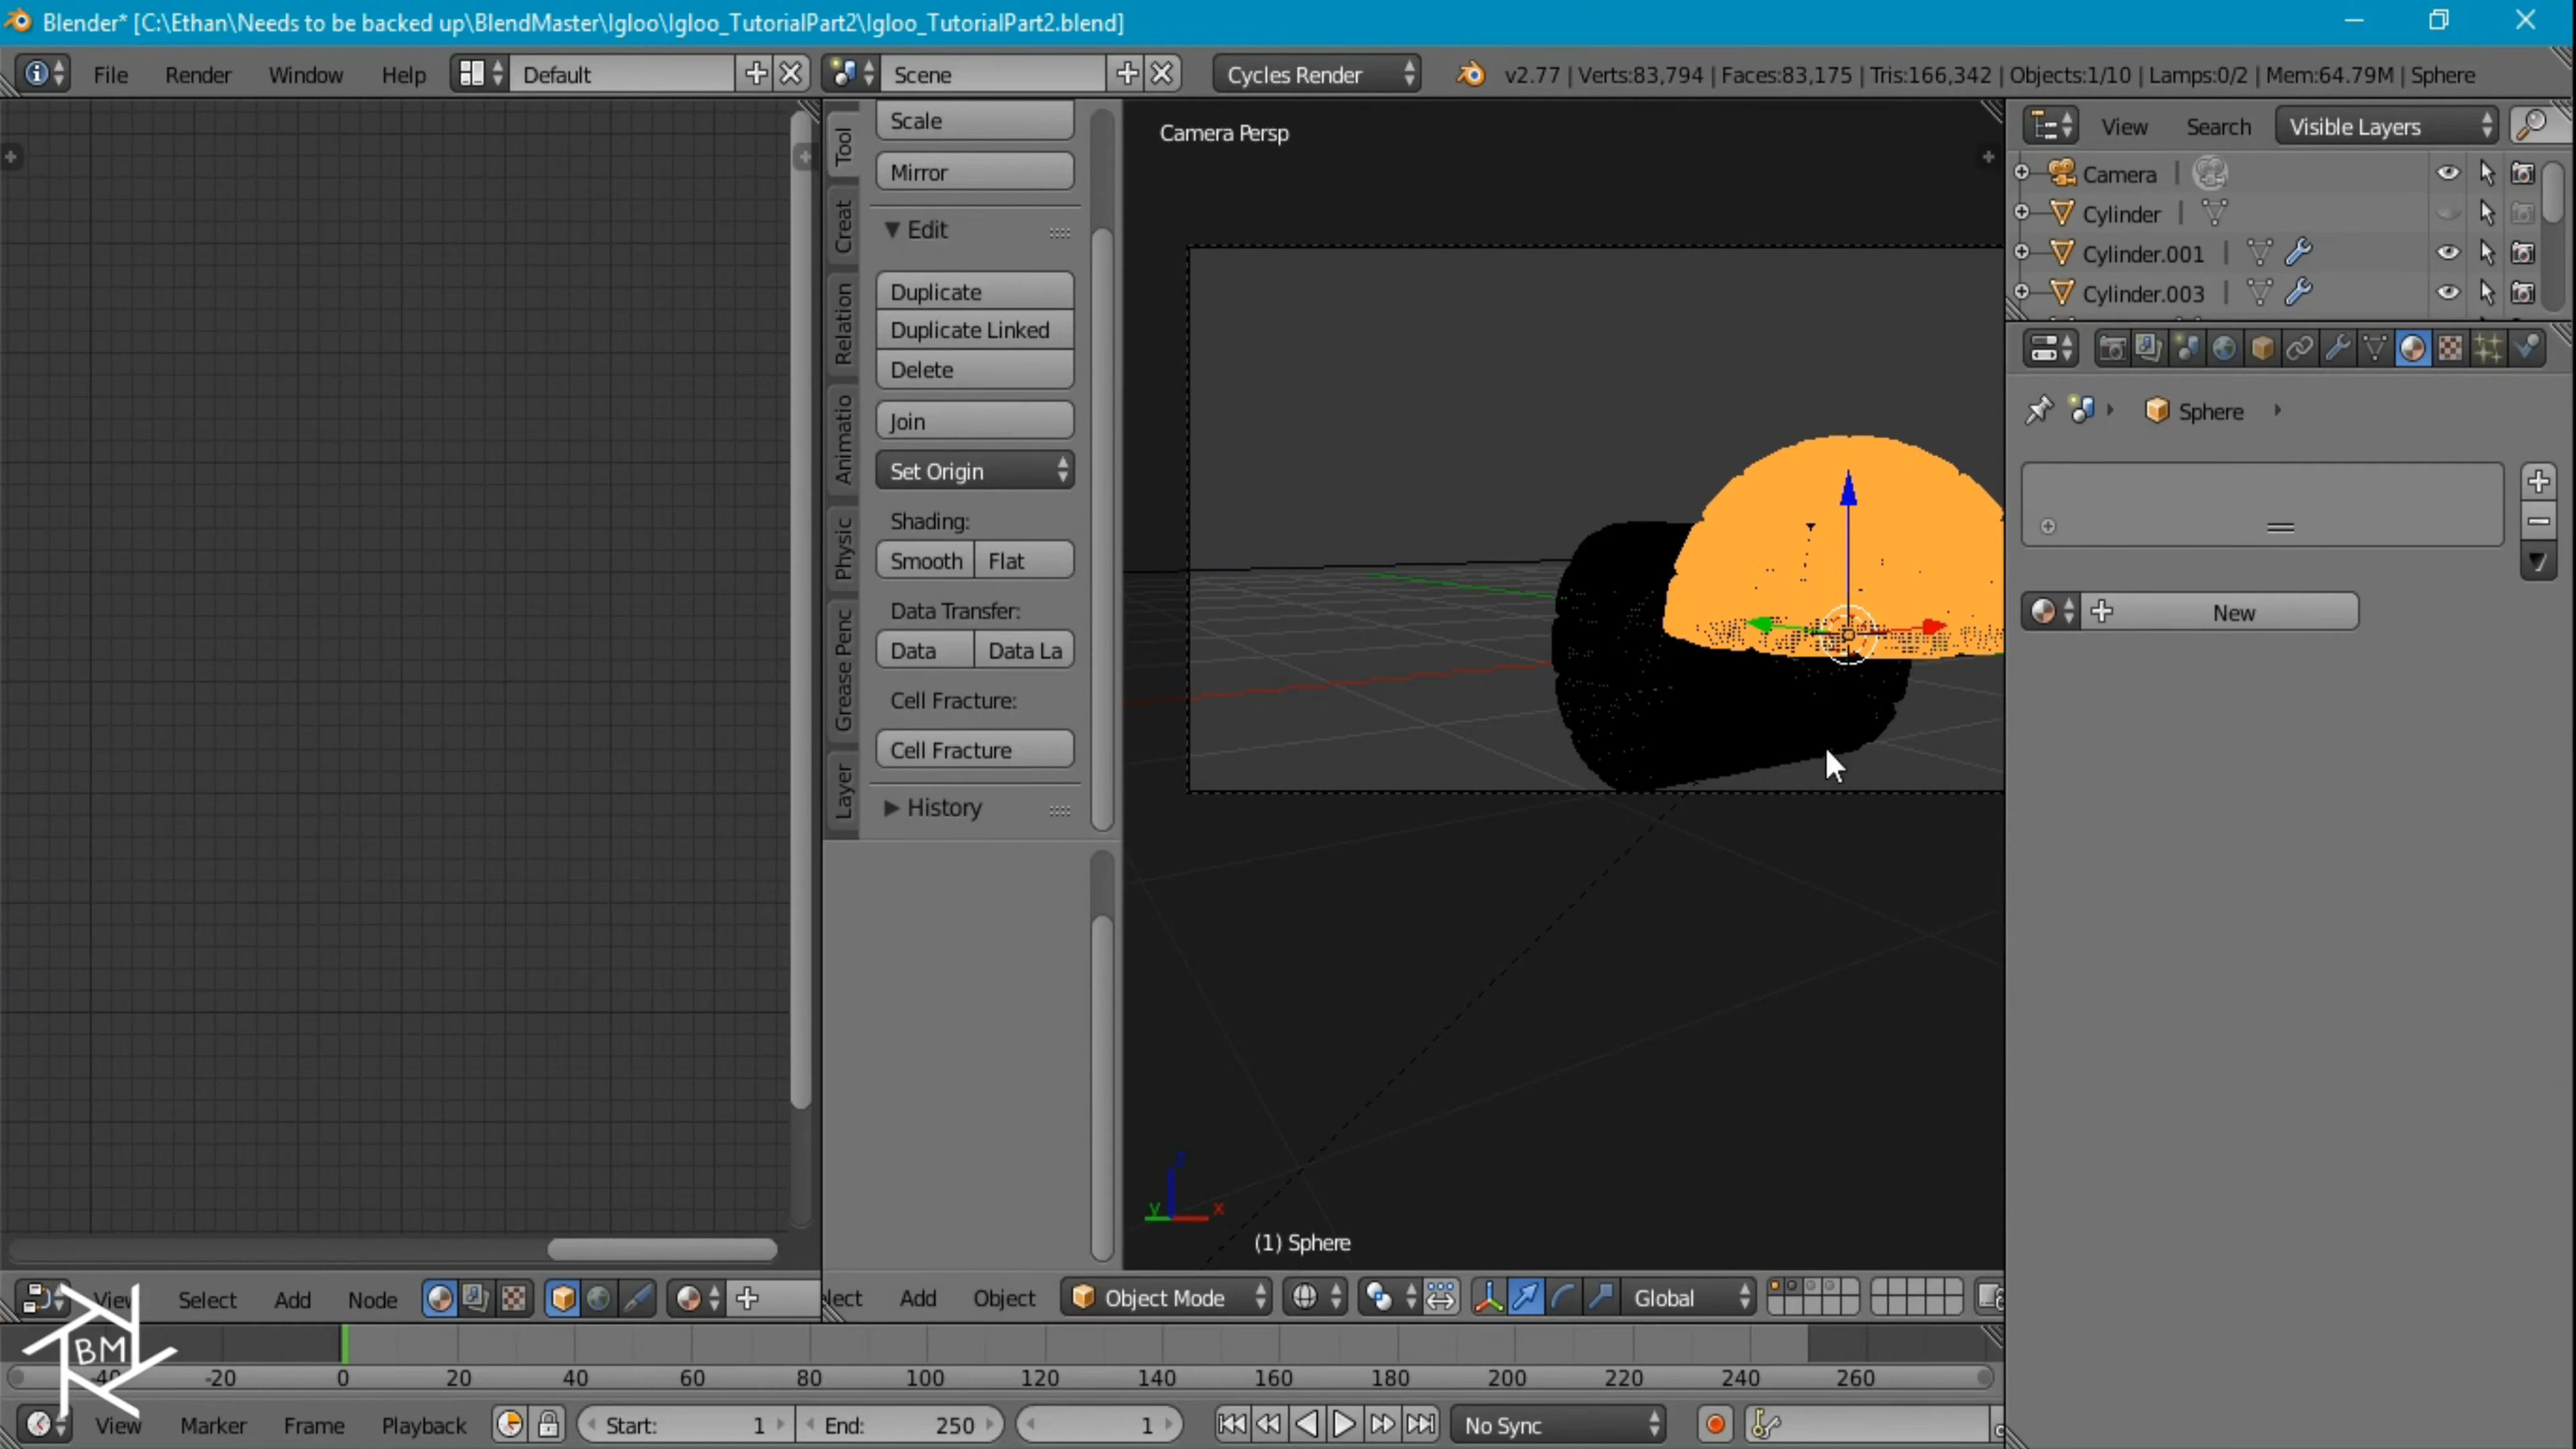 Blender* [C:\Ethan\Needs to be backed up\BlendMaster\Igloo\Igloo_TutorialPart2\Igloo_TutorialPart2.blend]
File Render Window Help Default Scene Cycles Render v2.77 | Verts:83,794 | Faces:83,175 | Tris:166,342 | Objects:1/10 | Lamps:0/2 | Mem:64.79M | Sphere
Tool
Creat
Relation
Animatio
Physic
Grease Penc
Layer
Scale
Mirror
Edit
Duplicate
Duplicate Linked
Delete
Join
Set Origin
Shading:
Smooth Flat
Data Transfer:
Data Data La
Cell Fracture:
Cell Fracture
History
Camera Persp
z
y x
(1) Sphere
View Search Visible Layers
Camera
Cylinder
Cylinder.001
Cylinder.003
Sphere
New
View Select Add Node
lect Add Object Object Mode Global
-40 -20 0 20 40 60 80 100 120 140 160 180 200 220 240 260
BM
View Marker Frame Playback Start: 1 End: 250 1 No Sync